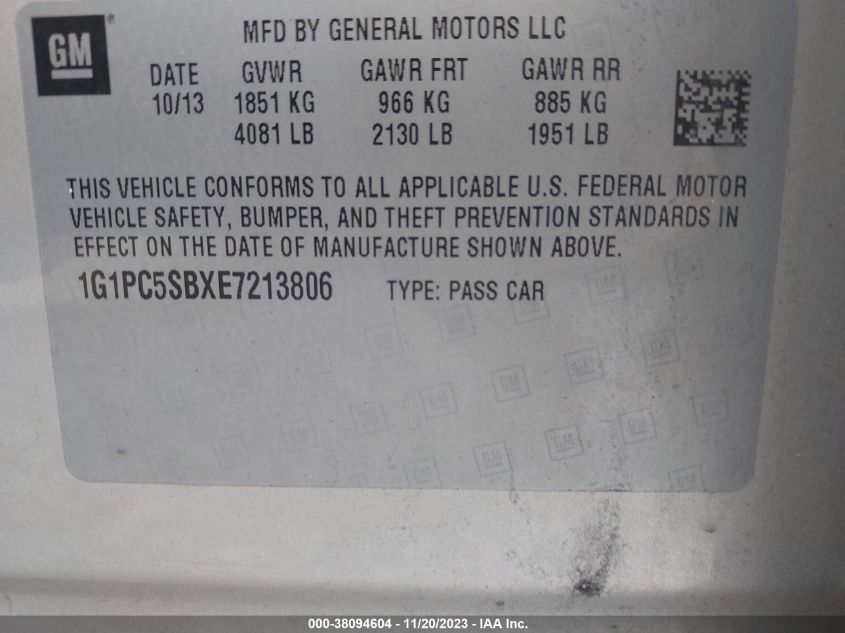 GM
MFD BY GENERAL MOTORS LLC
DATE GVWR GAWR FRT GAWR RR
10/13 1851 KG 966 KG 885 KG
4081 LB 2130 LB 1951 LB
THIS VEHICLE CONFORMS TO ALL APPLICABLE U.S. FEDERAL MOTOR
VEHICLE SAFETY, BUMPER, AND THEFT PREVENTION STANDARDS IN
EFFECT ON THE DATE OF MANUFACTURE SHOWN ABOVE.
1G1PC5SBXE7213806 TYPE: PASS CAR
000-38094604 - 11/20/2023 - IAA Inc.